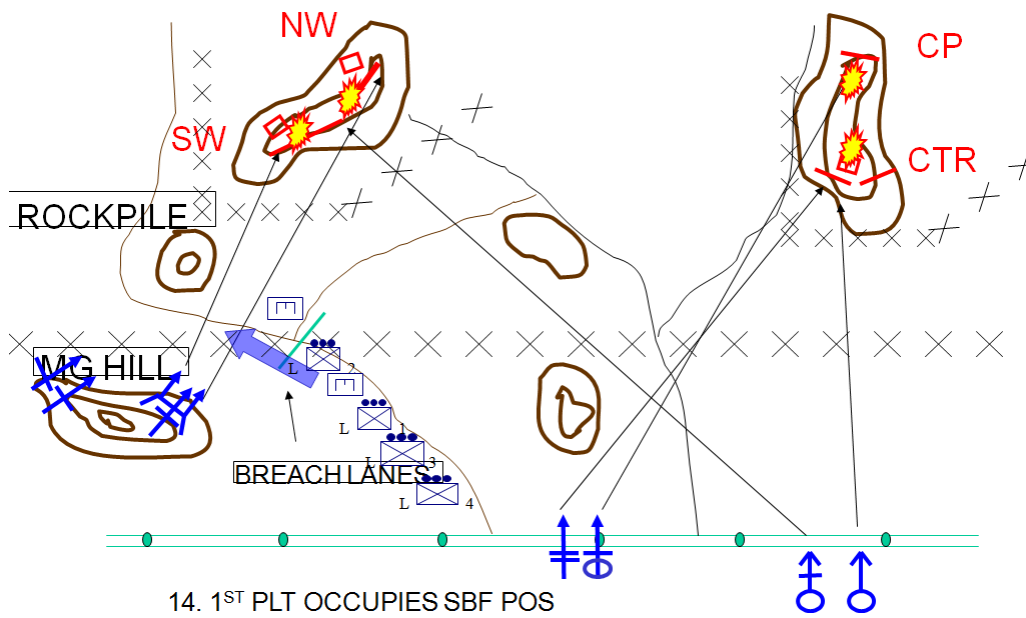 NW
CP
SW
CTR
ROCKPILE
MG HILL
E
L 2
E
L 1
BREACH LANES
L 3
L 4
14. 1ST PLT OCCUPIES SBF POS